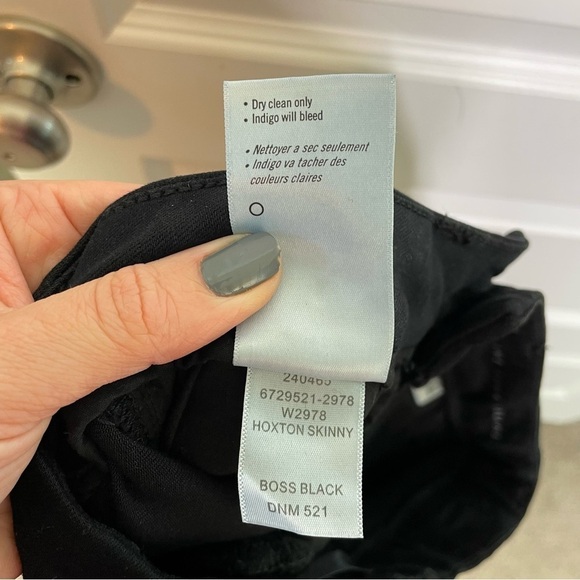 • Dry clean only
• Indigo will bleed
• Nettoyer a sec seulement
• Indigo va tacher des
couleurs claires
240465
6729521-2978
W2978
HOXTON SKINNY
BOSS BLACK
DNM 521